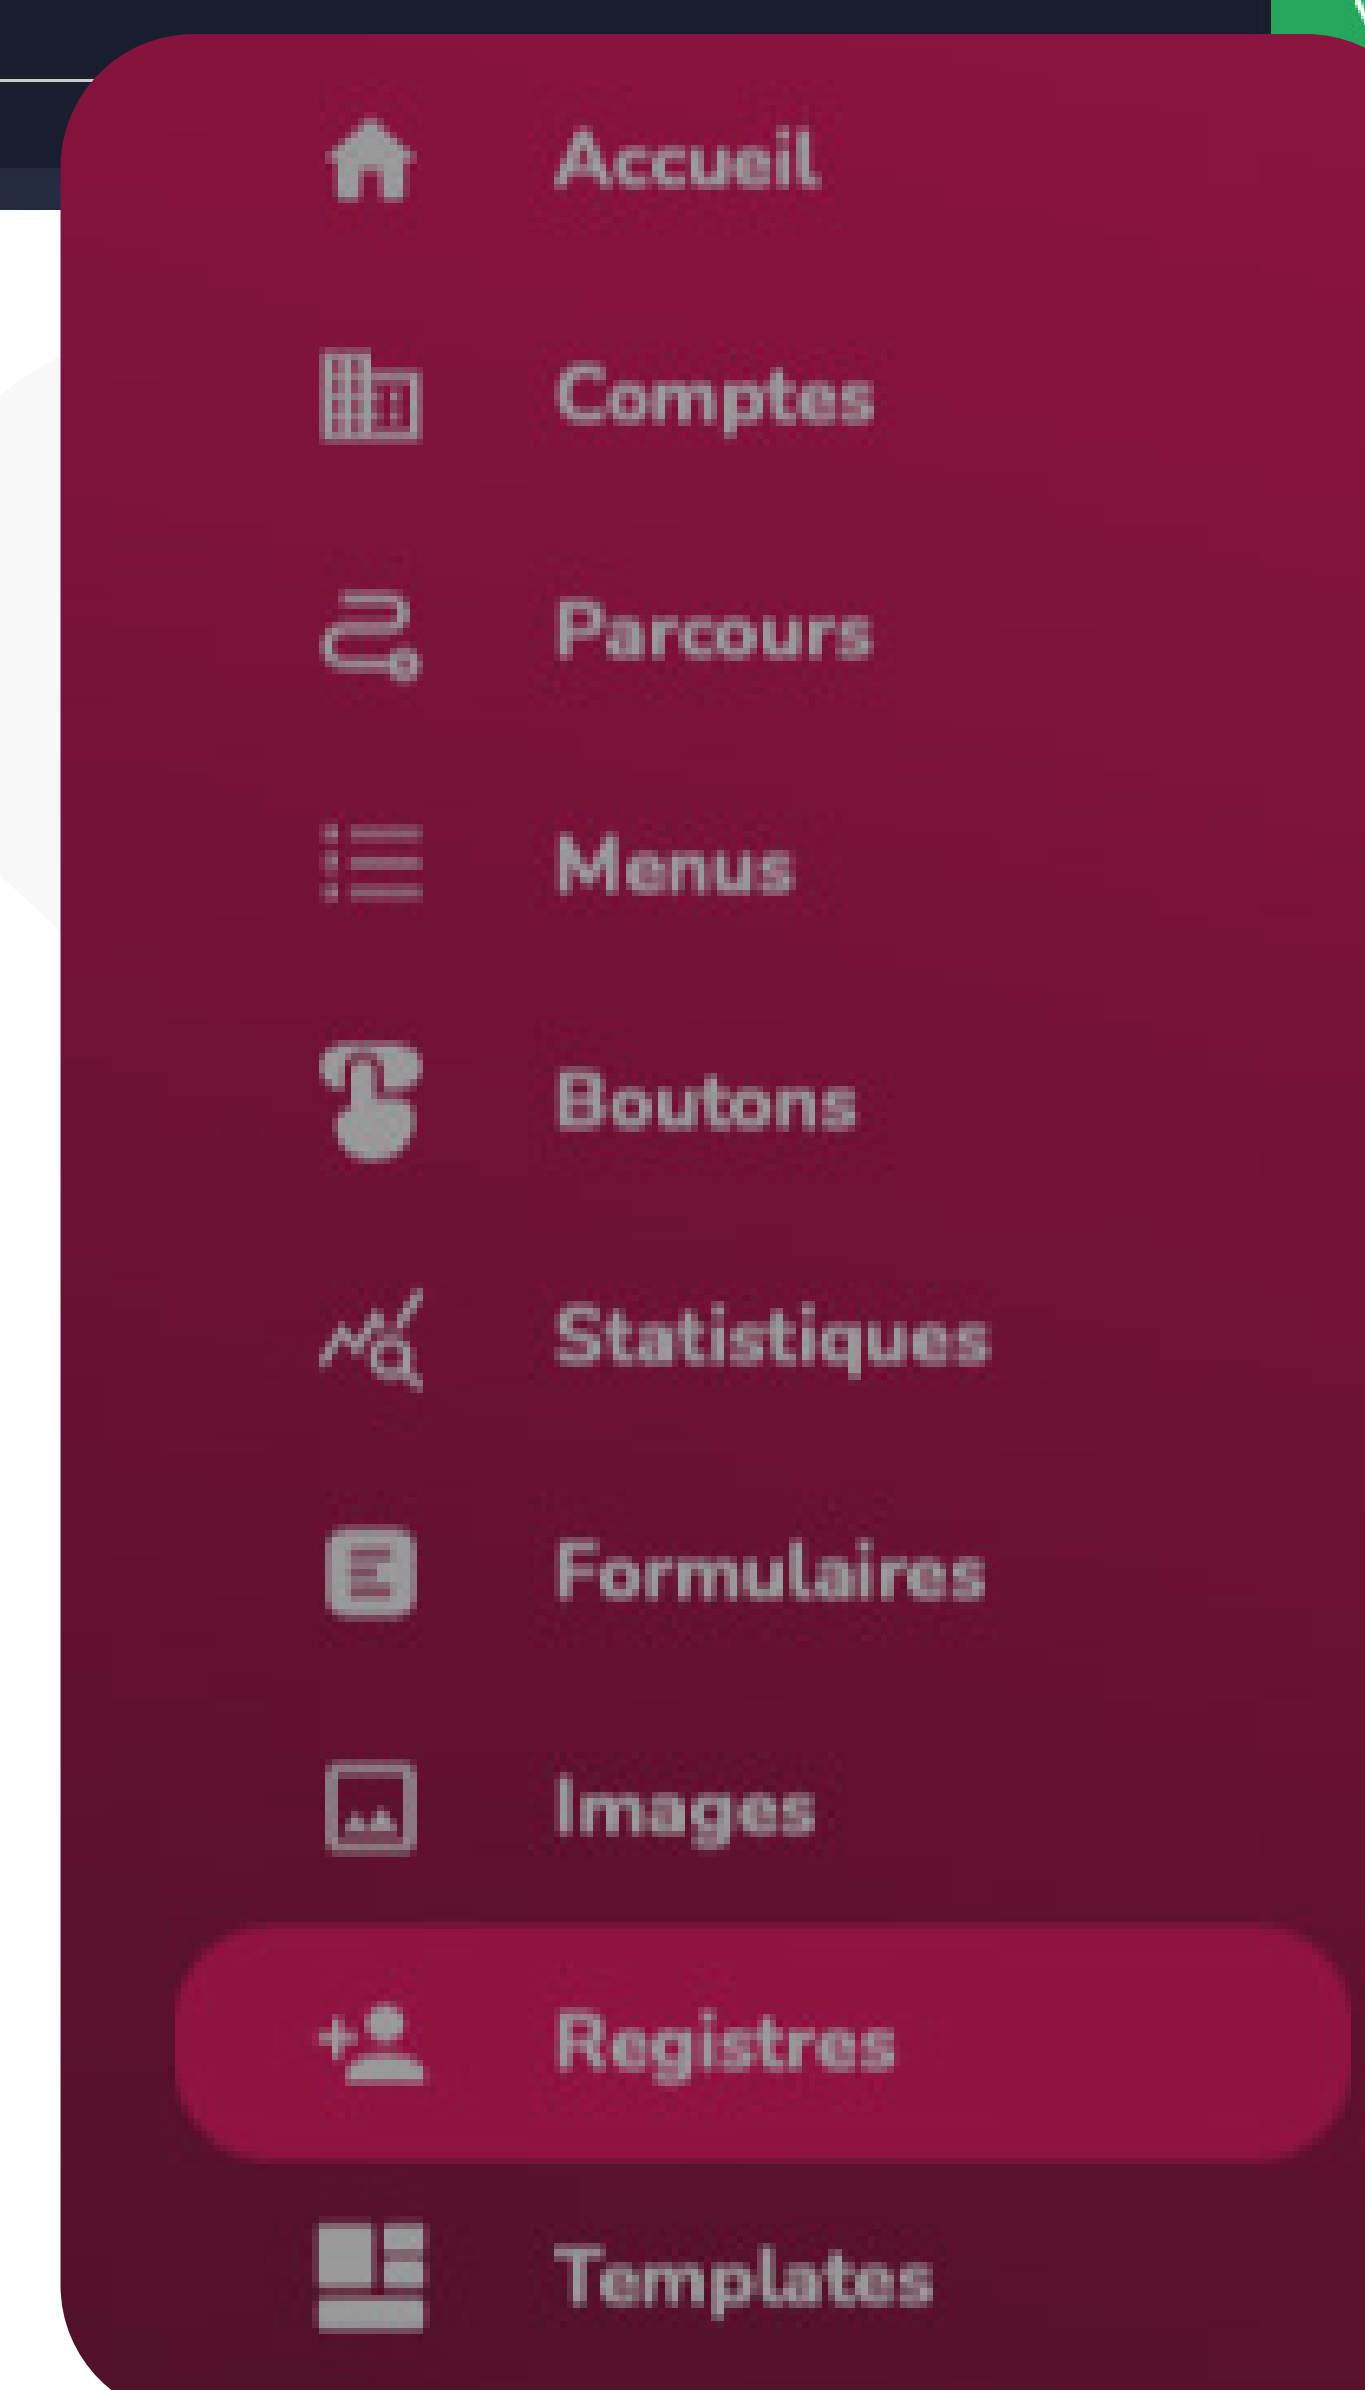 Accueil
Comptes
Parcours
Menus
Boutons
Statistiques
Formulaires
Images
Registres
Templates